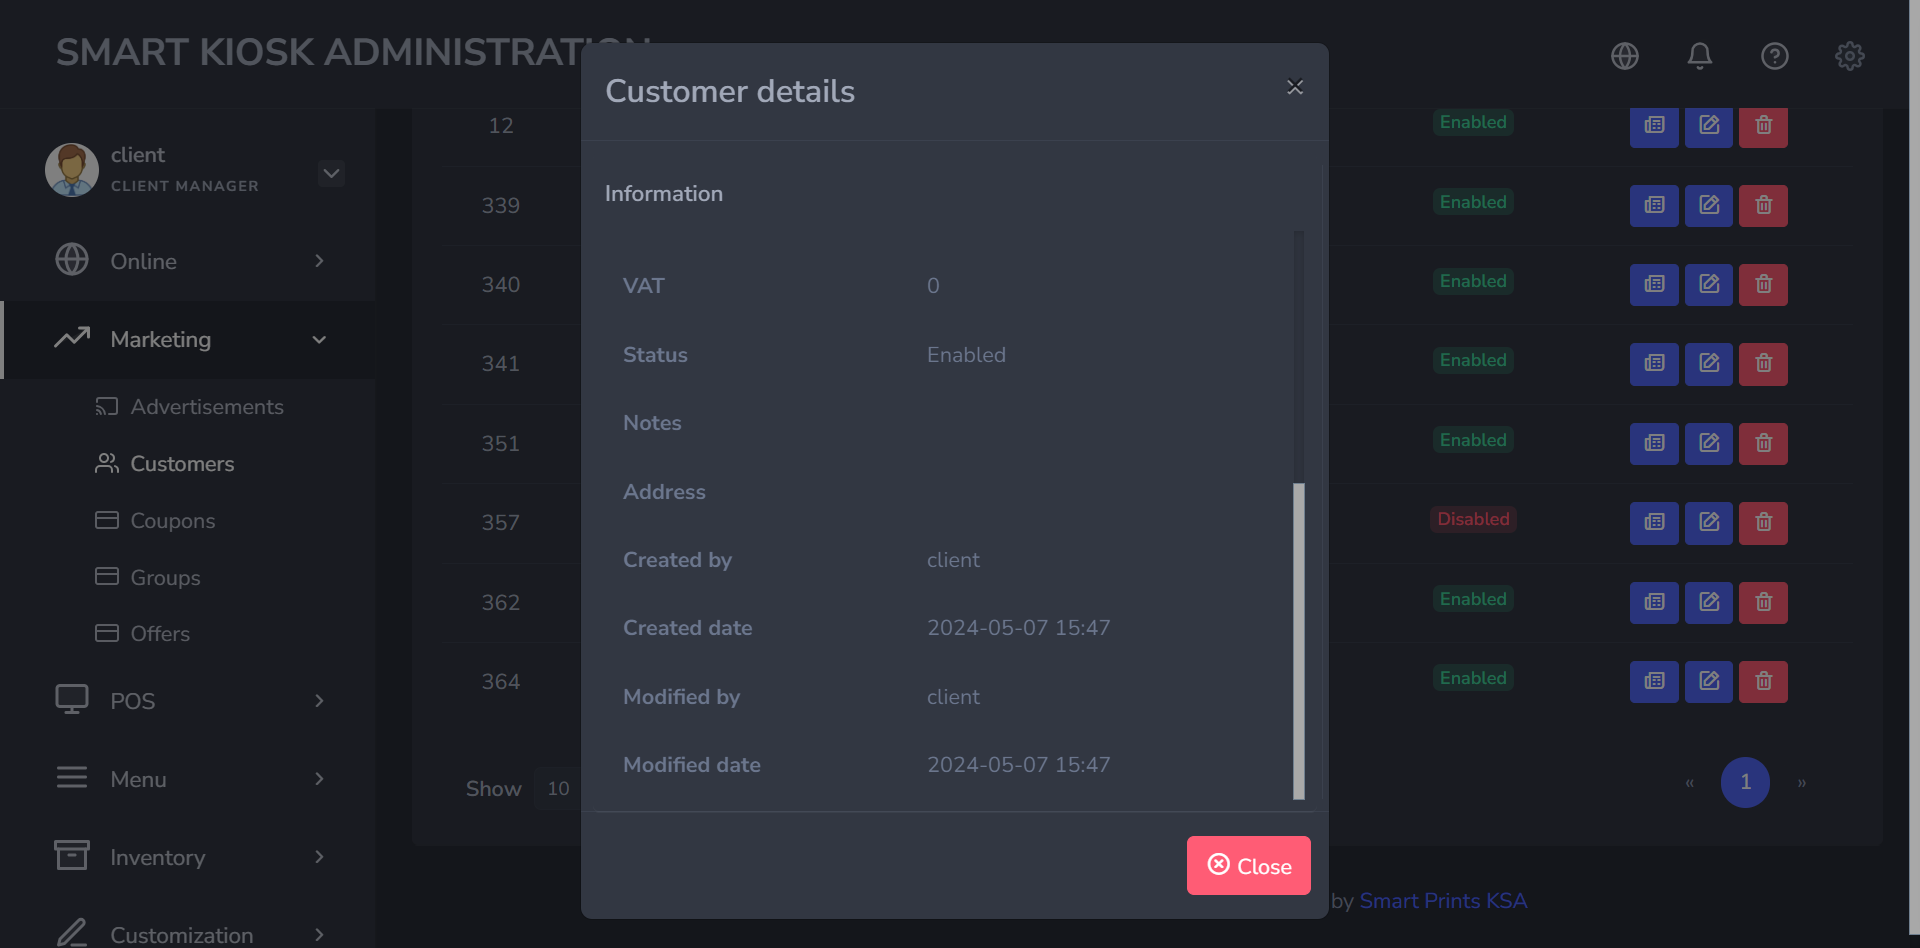 SMART KIOSK ADMINISTRATION
client
CLIENT MANAGER
Online
Marketing
Advertisements
Customers
Coupons
Groups
Offers
POS
Menu
Inventory
Customization
12 Enabled
339 Enabled
340 Enabled
341 Enabled
351 Enabled
357 Disabled
362 Enabled
364 Enabled
Show 10
« 1 »
by Smart Prints KSA
Customer details
×
Information
VAT 0
Status Enabled
Notes
Address
Created by client
Created date 2024-05-07 15:47
Modified by client
Modified date 2024-05-07 15:47
Close